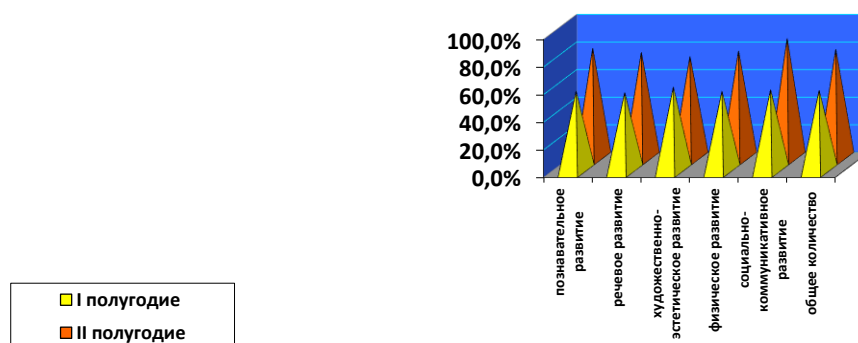 100,0%
80,0%
60,0%
40,0%
20,0%
0,0%
познавательное
развитие
речевое развитие
художественно-
эстетическое развитие
физическое развитие
социально-
коммуникативное
развитие
общее количество
I полугодие
II полугодие